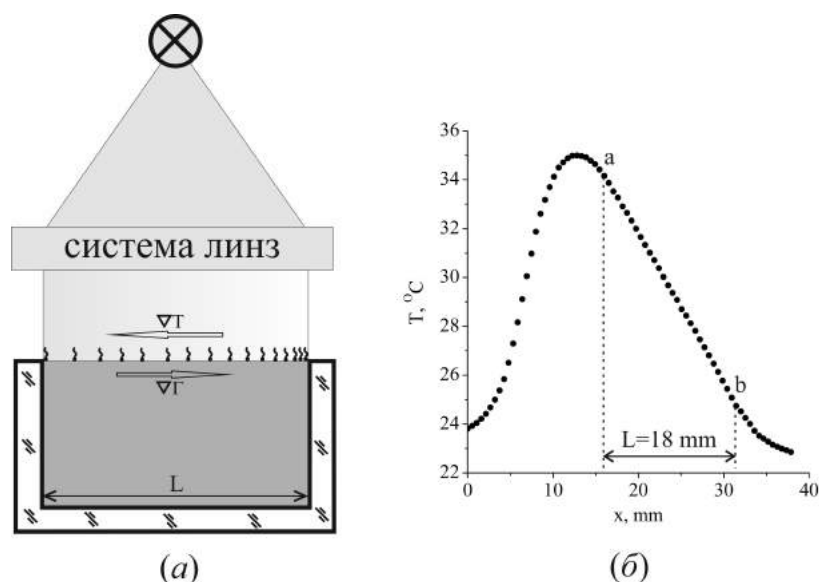 система линз
∇T
∇Γ
L
(а)
36
34
32
30
28
26
24
22
T, °C
a
b
L=18 mm
0
10
20
30
40
x, mm
(б)